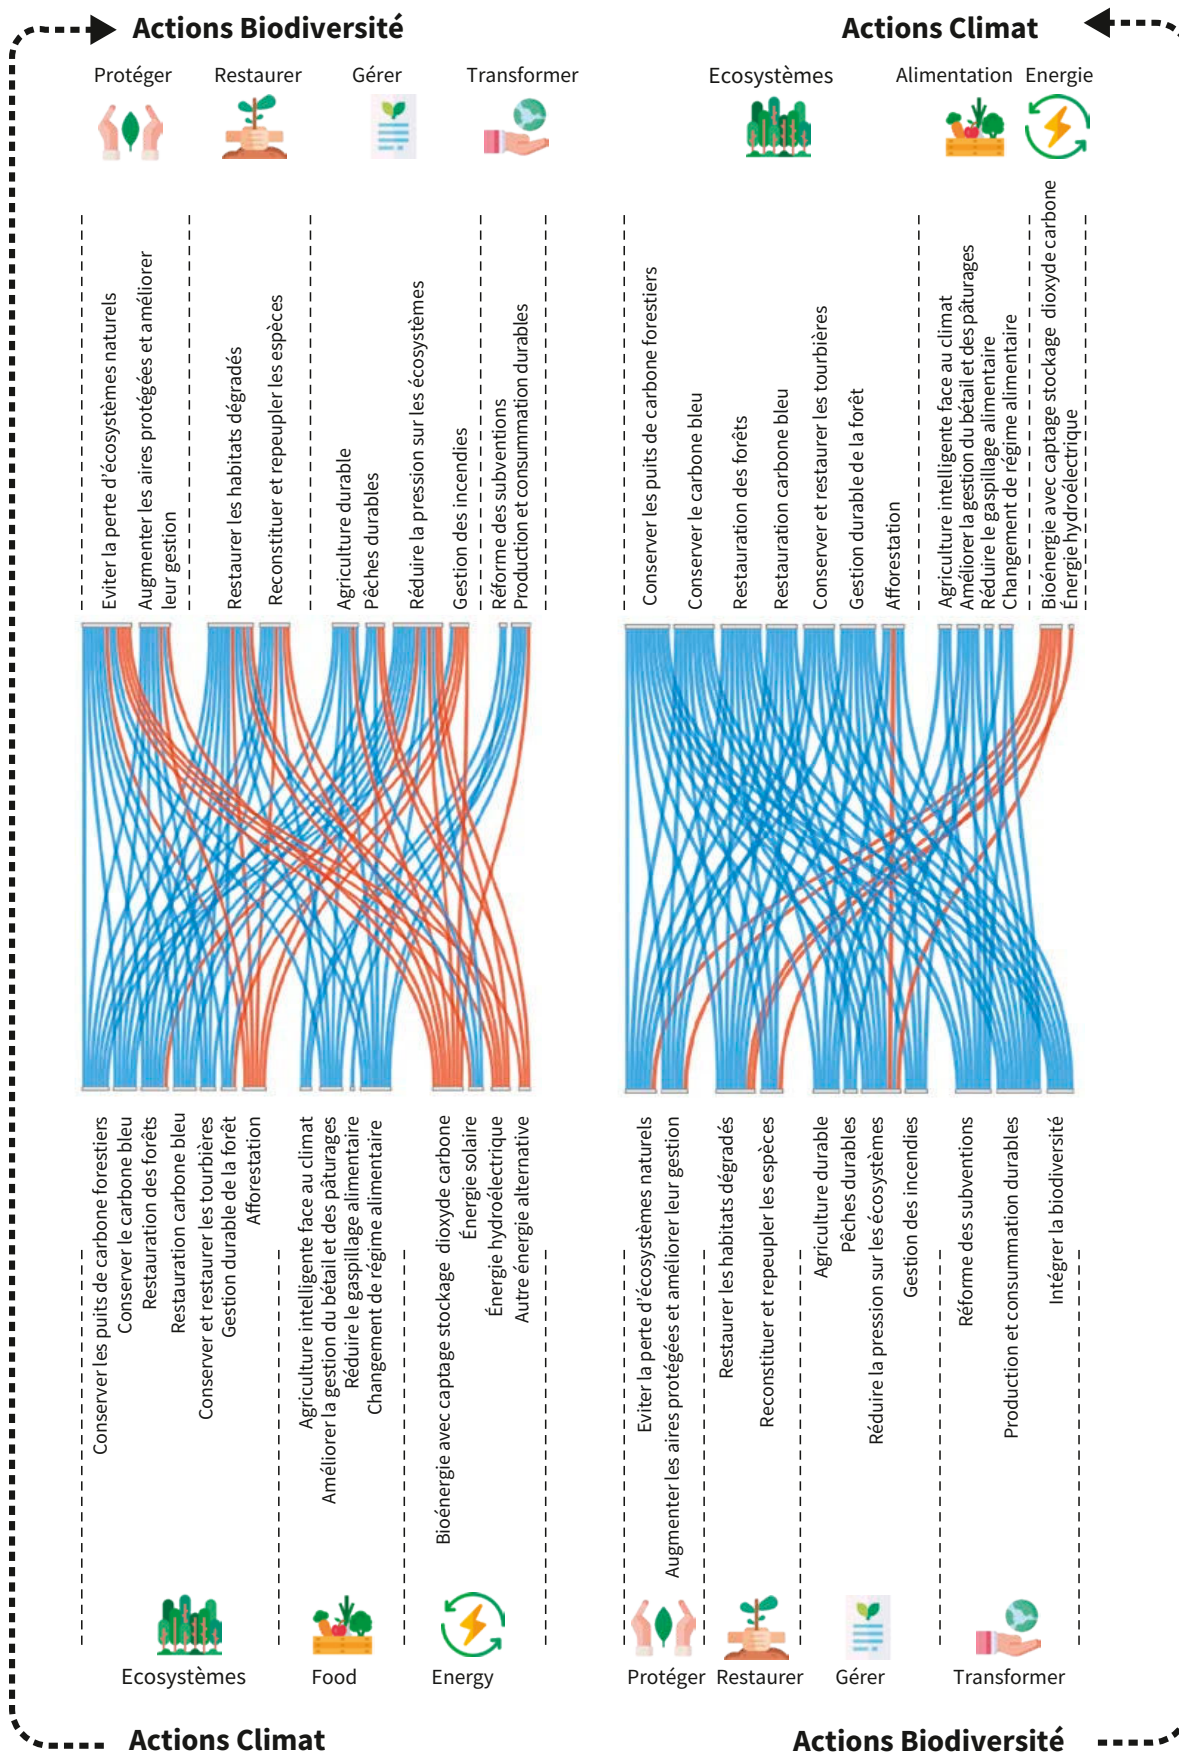 Actions Biodiversité
Protéger
Restaurer
Gérer
Transformer
Eviter la perte d'écosystèmes naturels
Augmenter les aires protégées et améliorer
leur gestion
Restaurer les habitats dégradés
Reconstituer et repeupler les espèces
Agriculture durable
Pêches durables
Réduire la pression sur les écosystèmes
Gestion des incendies
Réforme des subventions
Production et consummation durables
Conserver les puits de carbone forestiers
Conserver le carbone bleu
Restauration des forêts
Restauration carbone bleu
Conserver et restaurer les tourbières
Gestion durable de la forêt
Afforestation
Agriculture intelligente face au climat
Améliorer la gestion du bétail et des pâturages
Réduire le gaspillage alimentaire
Changement de régime alimentaire
Bioénergie avec captage stockage dioxyde carbone
Énergie solaire
Énergie hydroélectrique
Autre énergie alternative
Ecosystèmes
Food
Energy
Actions Climat
Actions Climat
Ecosystèmes
Alimentation
Energie
Conserver les puits de carbone forestiers
Conserver le carbone bleu
Restauration des forêts
Restauration carbone bleu
Conserver et restaurer les tourbières
Gestion durable de la forêt
Afforestation
Agriculture intelligente face au climat
Améliorer la gestion du bétail et des pâturages
Réduire le gaspillage alimentaire
Changement de régime alimentaire
Bioénergie avec captage stockage dioxyde carbone
Énergie hydroélectrique
Eviter la perte d'écosystèmes naturels
Augmenter les aires protégées et améliorer leur gestion
Restaurer les habitats dégradés
Reconstituer et repeupler les espèces
Agriculture durable
Pêches durables
Réduire la pression sur les écosystèmes
Gestion des incendies
Réforme des subventions
Production et consummation durables
Intégrer la biodiversité
Protéger
Restaurer
Gérer
Transformer
Actions Biodiversité